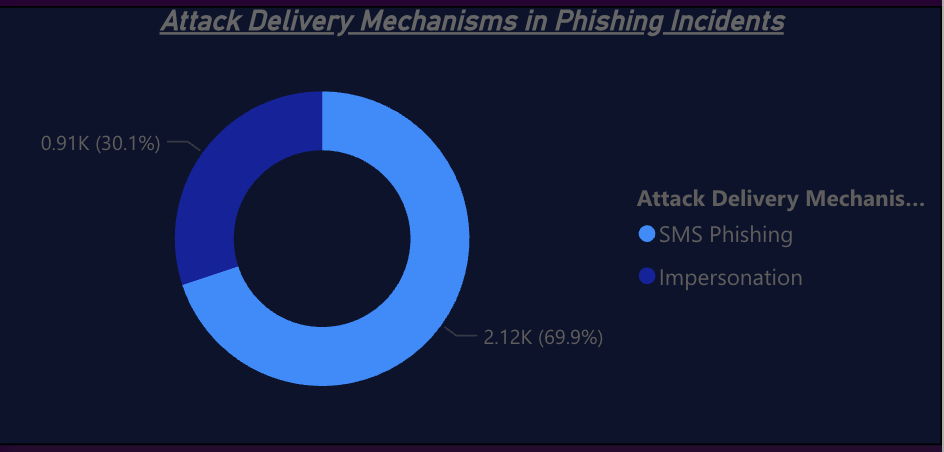 Attack Delivery Mechanisms in Phishing Incidents
0.91K (30.1%)
2.12K (69.9%)
Attack Delivery Mechanis...
SMS Phishing
Impersonation